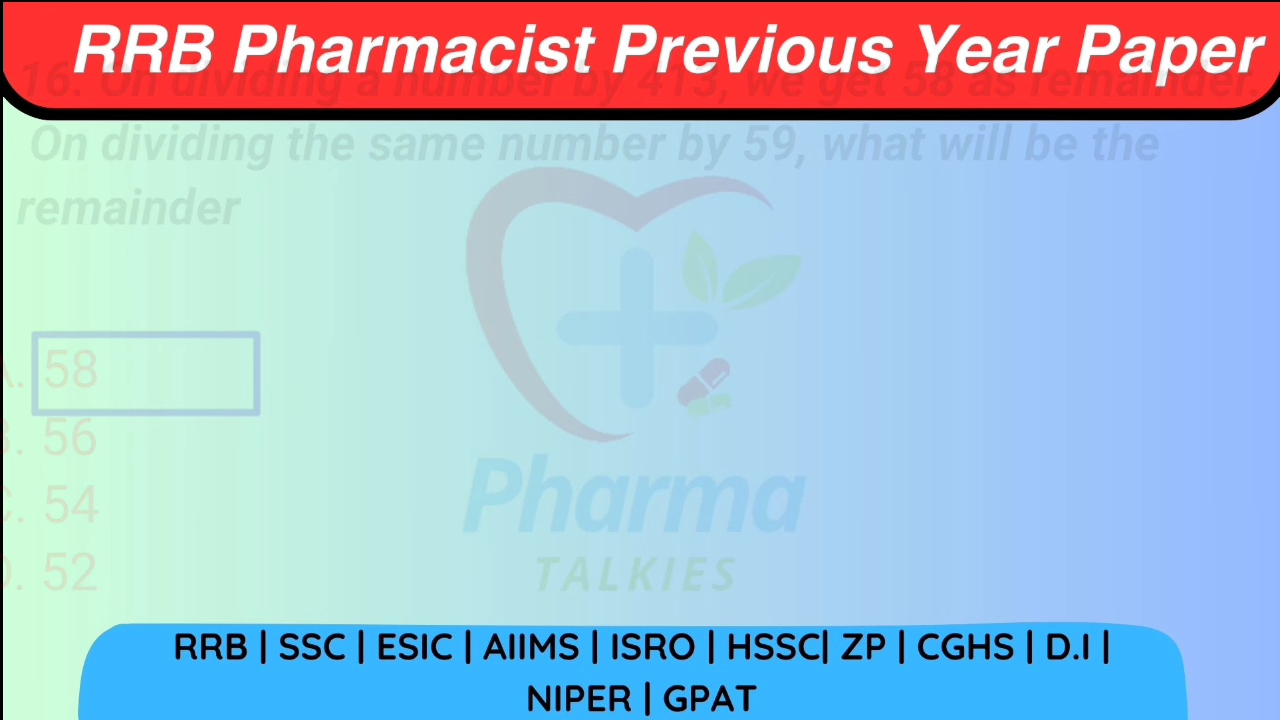 RRB Pharmacist Previous Year Paper
16. On dividing a number by 413, we get 58 as remainder.
On dividing the same number by 59, what will be the
remainder
A. 58
B. 56
C. 54
D. 52
Pharma
TALKIES
RRB | SSC | ESIC | AIIMS | ISRO | HSSC| ZP | CGHS | D.I |
NIPER | GPAT